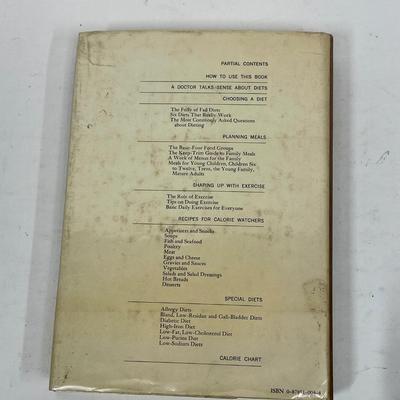 PARTIAL CONTENTS
HOW TO USE THIS BOOK
A DOCTOR TALKS SENSE ABOUT DIETS
CHOOSING A DIET
The Folly of Fad Diets
Six Diets That Really Work
The Most Commonly Asked Questions
about Dieting
PLANNING MEALS
The Basic-Four Food Groups
The Keep-Trim Guide to Family Meals
A Week of Menus for the Family
Meals for Young Children, Children Six
to Twelve, Teens, the Young Family,
Mature Adults
SHAPING UP WITH EXERCISE
The Role of Exercise
Tips on Doing Exercise
Basic Daily Exercises for Everyone
RECIPES FOR CALORIE WATCHERS
Appetizers and Snacks
Soups
Fish and Seafood
Poultry
Meat
Eggs and Cheese
Gravies and Sauces
Vegetables
Salads and Salad Dressings
Hot Breads
Desserts
SPECIAL DIETS
Allergy Diets
Bland, Low-Residue and Gall-Bladder Diets
Diabetic Diet
High-Iron Diet
Low-Fat, Low-Cholesterol Diet
Low-Purine Diet
Low-Sodium Diets
CALORIE CHART
ISBN